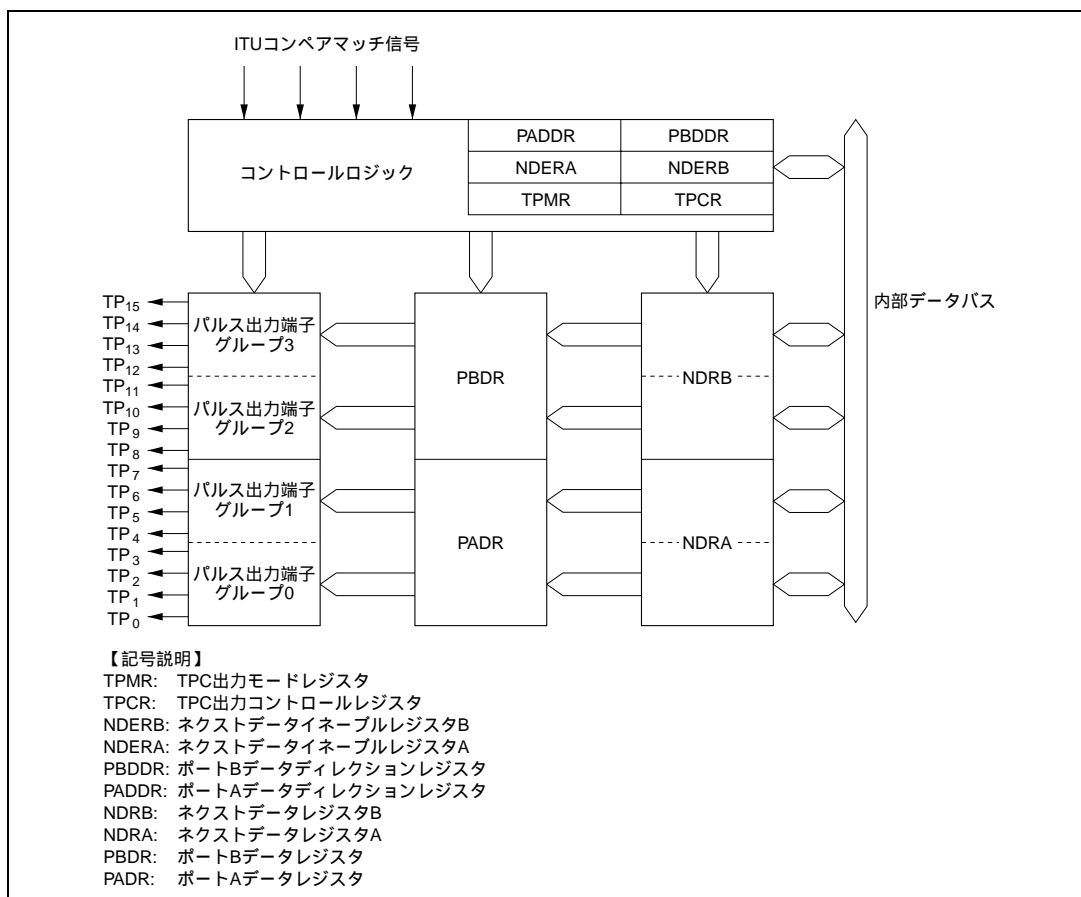 ITUコンペアマッチ信号
コントロールロジック
PADDR PBDDR
NDERA NDERB
TPMR TPCR
内部データバス
TP15
TP14
TP13
TP12
TP11
TP10
TP9
TP8
TP7
TP6
TP5
TP4
TP3
TP2
TP1
TP0
パルス出力端子
グループ3
パルス出力端子
グループ2
パルス出力端子
グループ1
パルス出力端子
グループ0
PBDR
PADR
NDRB
NDRA
【記号説明】
TPMR: TPC出力モードレジスタ
TPCR: TPC出力コントロールレジスタ
NDERB: ネクストデータイネーブルレジスタB
NDERA: ネクストデータイネーブルレジスタA
PBDDR: ポートBデータディレクションレジスタ
PADDR: ポートAデータディレクションレジスタ
NDRB: ネクストデータレジスタB
NDRA: ネクストデータレジスタA
PBDR: ポートBデータレジスタ
PADR: ポートAデータレジスタ